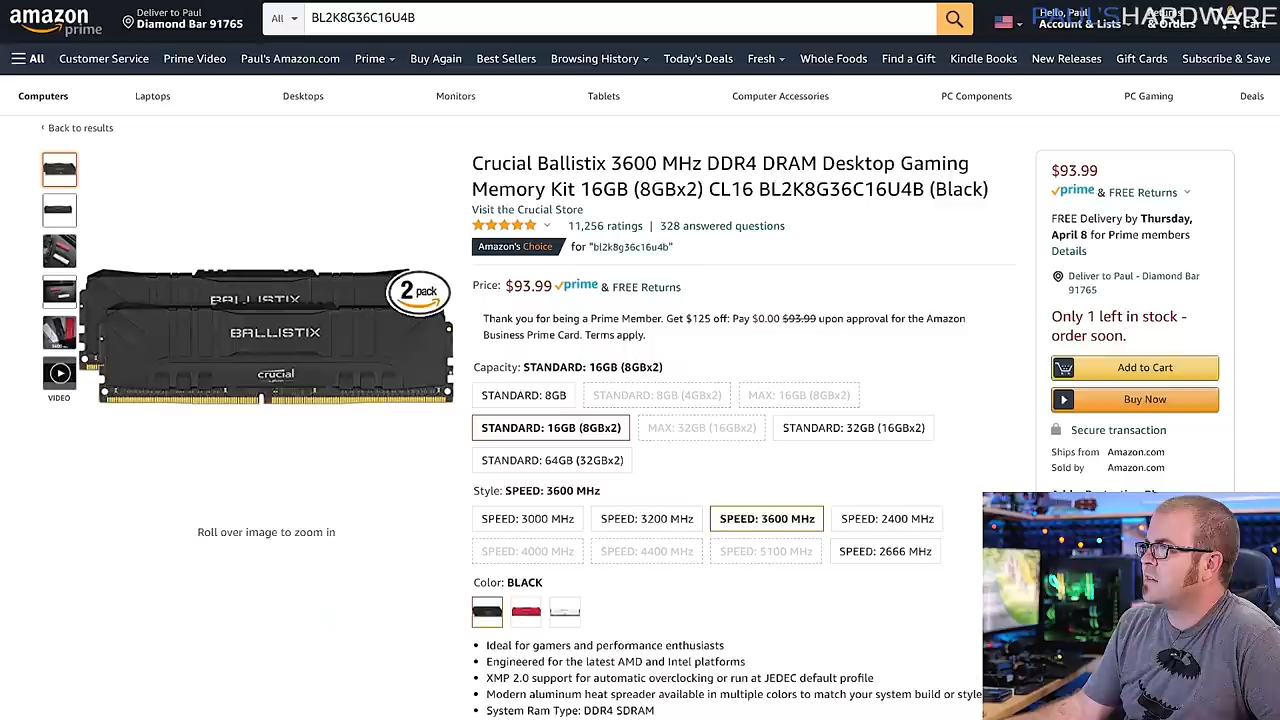 amazon
prime
Deliver to Paul
Diamond Bar 91765
All
BL2K8G36C16U4B
Hello, Paul
Account & Lists
Returns
& Orders
Cart
PAUL'SHARDWARE
All
Customer Service
Prime Video
Paul's Amazon.com
Prime
Buy Again
Best Sellers
Browsing History
Today's Deals
Fresh
Whole Foods
Find a Gift
Kindle Books
New Releases
Gift Cards
Subscribe & Save
Computers
Laptops
Desktops
Monitors
Tablets
Computer Accessories
PC Components
PC Gaming
Deals
‹ Back to results
VIDEO
BALLISTIX
BALLISTIX
crucial
2 pack
Roll over image to zoom in
Crucial Ballistix 3600 MHz DDR4 DRAM Desktop Gaming
Memory Kit 16GB (8GBx2) CL16 BL2K8G36C16U4B (Black)
Visit the Crucial Store
11,256 ratings | 328 answered questions
Amazon's Choice for "bl2k8g36c16u4b"
Price: $93.99 prime & FREE Returns
Thank you for being a Prime Member. Get $125 off: Pay $0.00 $93.99 upon approval for the Amazon
Business Prime Card. Terms apply.
Capacity: STANDARD: 16GB (8GBx2)
STANDARD: 8GB
STANDARD: 8GB (4GBx2)
MAX: 16GB (8GBx2)
STANDARD: 16GB (8GBx2)
MAX: 32GB (16GBx2)
STANDARD: 32GB (16GBx2)
STANDARD: 64GB (32GBx2)
Style: SPEED: 3600 MHz
SPEED: 3000 MHz
SPEED: 3200 MHz
SPEED: 3600 MHz
SPEED: 2400 MHz
SPEED: 4000 MHz
SPEED: 4400 MHz
SPEED: 5100 MHz
SPEED: 2666 MHz
Color: BLACK
• Ideal for gamers and performance enthusiasts
• Engineered for the latest AMD and Intel platforms
• XMP 2.0 support for automatic overclocking or run at JEDEC default profile
• Modern aluminum heat spreader available in multiple colors to match your system build or style
• System Ram Type: DDR4 SDRAM
$93.99
prime & FREE Returns
FREE Delivery by Thursday,
April 8 for Prime members
Details
Deliver to Paul - Diamond Bar
91765
Only 1 left in stock -
order soon.
Add to Cart
Buy Now
Secure transaction
Ships from Amazon.com
Sold by Amazon.com